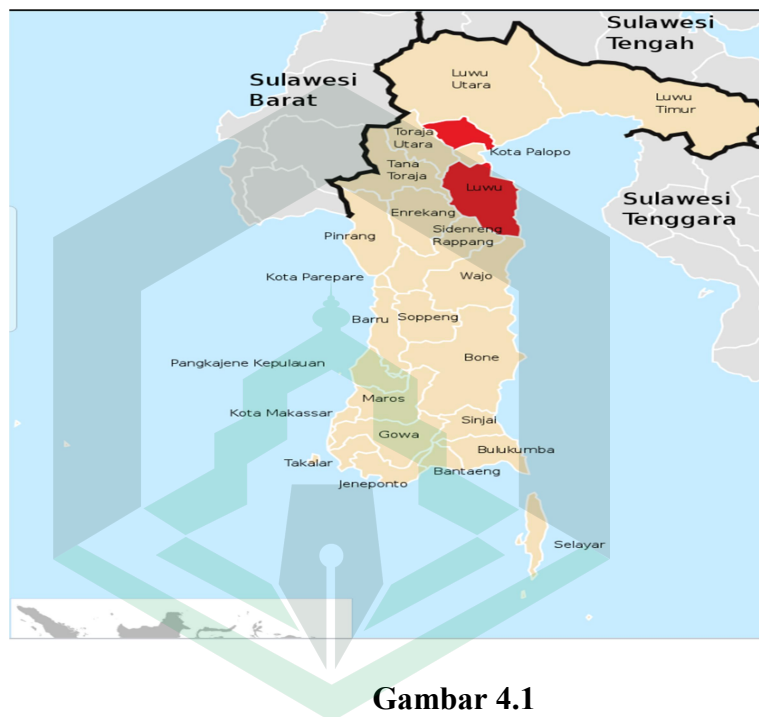 Sulawesi
Tengah
Sulawesi
Barat
Luwu
Utara
Luwu
Timur
Toraja
Utara
Kota Palopo
Tana
Toraja
Luwu
Sulawesi
Tenggara
Enrekang
Pinrang
Sidenreng
Rappang
Kota Parepare
Wajo
Barru
Soppeng
Pangkajene Kepulauan
Bone
Maros
Kota Makassar
Sinjai
Gowa
Bulukumba
Takalar
Bantaeng
Jeneponto
Selayar
Gambar 4.1